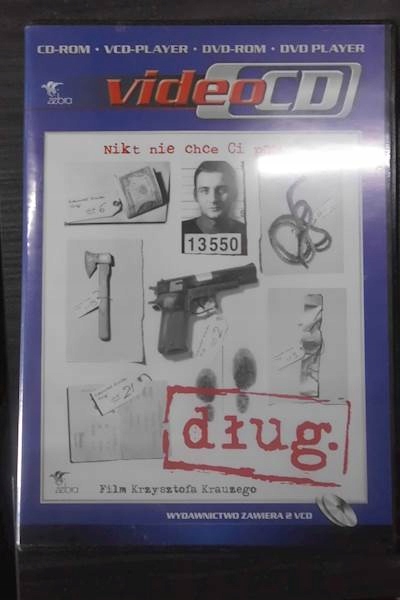 CD-ROM • VCD-PLAYER • DVD-ROM • DVD PLAYER
zebra
videoCD
Nikt nie chce Ci
13550
dług.
zebra
Film Krzysztofa Krauzego
WYDAWNICTWO ZAWIERA 2 VCD